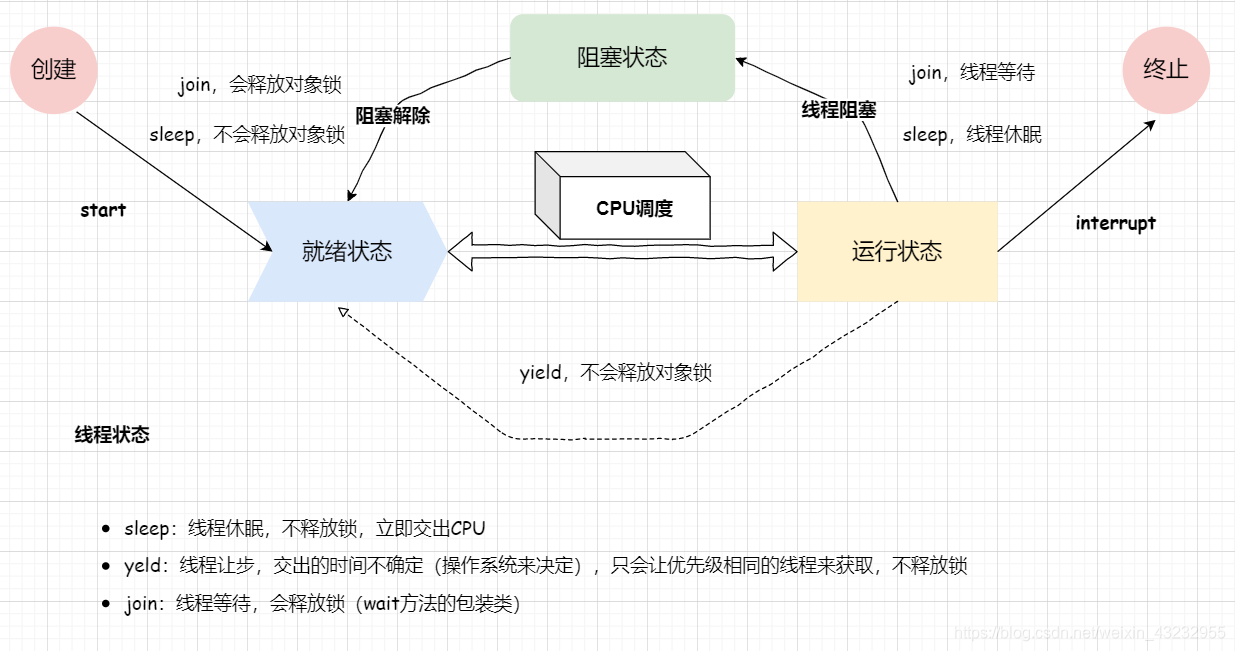 创建
阻塞状态
终止
join，会释放对象锁
阻塞解除
sleep，不会释放对象锁
join，线程等待
线程阻塞
sleep，线程休眠
start
CPU调度
interrupt
就绪状态
运行状态
yield，不会释放对象锁
线程状态
sleep：线程休眠，不释放锁，立即交出CPU
yeld：线程让步，交出的时间不确定（操作系统来决定），只会让优先级相同的线程来获取，不释放锁
join：线程等待，会释放锁（wait方法的包装类）
https://blog.csdn.net/weixin_43232955